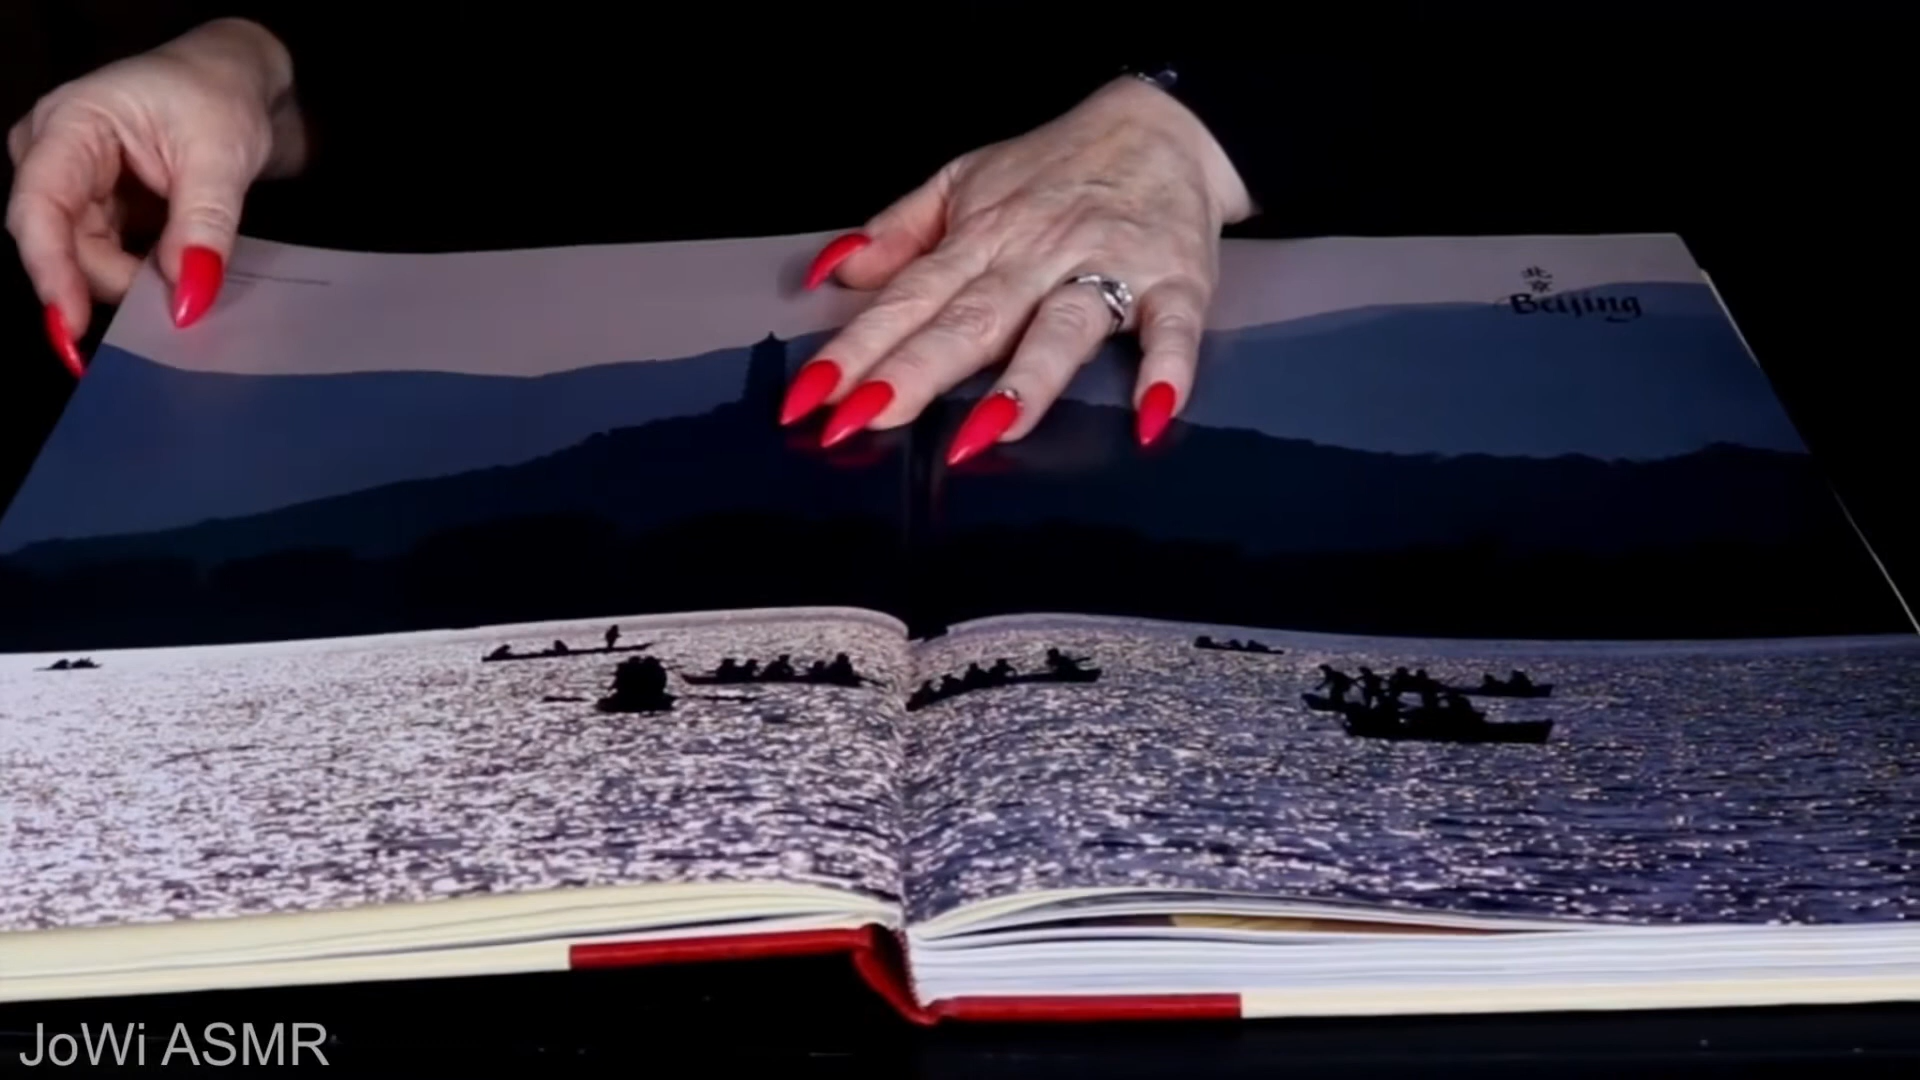 北
京
Beijing
JoWi ASMR